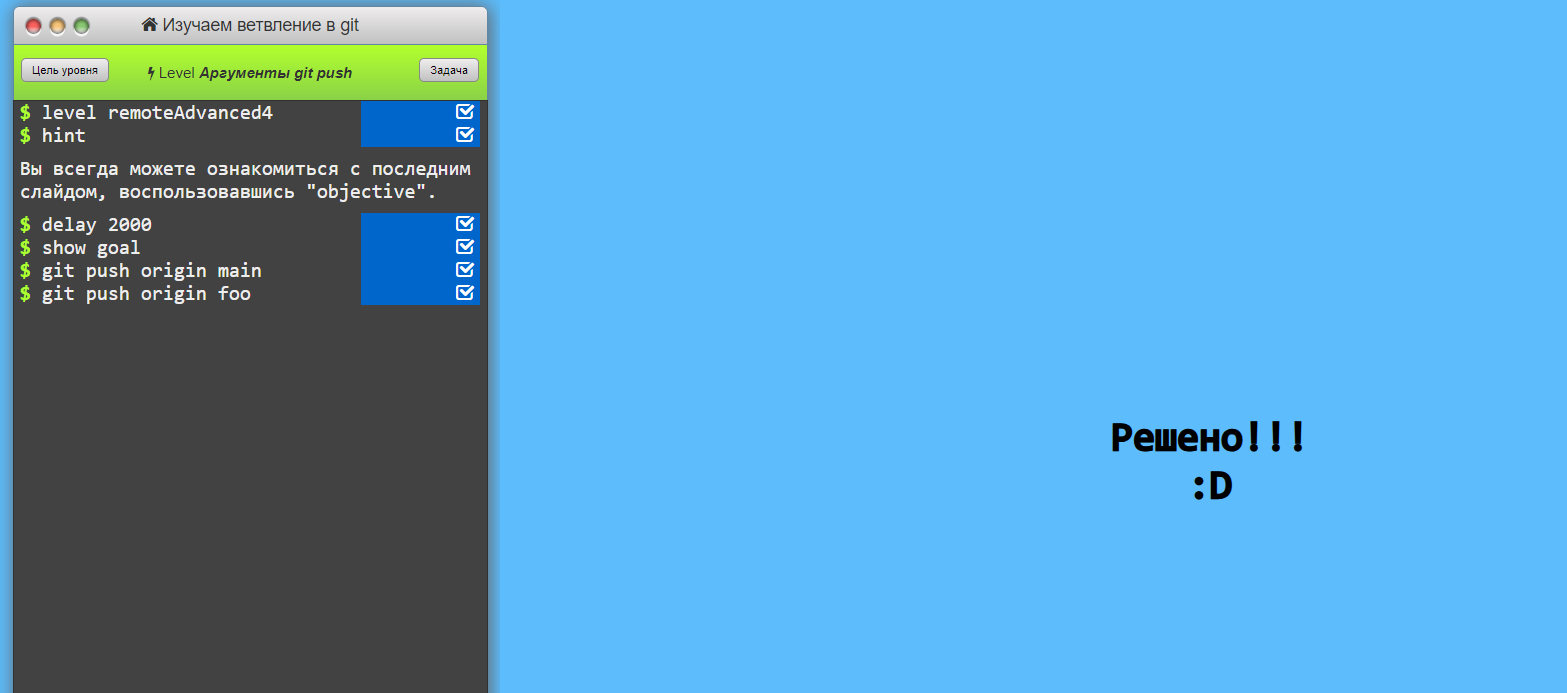 Изучаем ветвление в git
Цель уровня
Level Аргументы git push
Задача
$ level remoteAdvanced4
$ hint
Вы всегда можете ознакомиться с последним
слайдом, воспользовавшись "objective".
$ delay 2000
$ show goal
$ git push origin main
$ git push origin foo
Решено!!!
:D